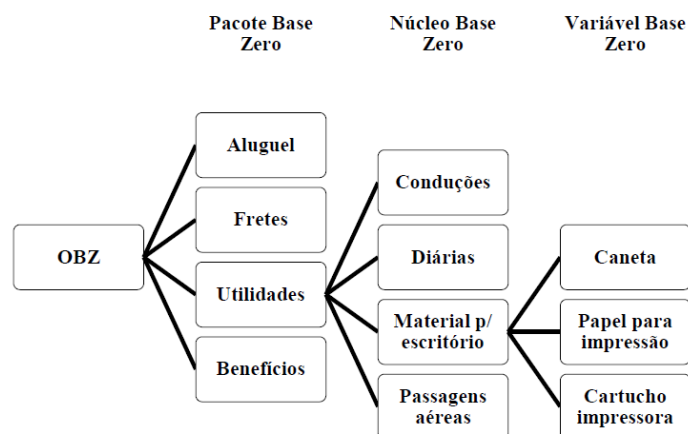 Pacote Base
Zero
Núcleo Base
Zero
Variável Base
Zero
OBZ
Aluguel
Fretes
Utilidades
Benefícios
Conduções
Diárias
Material p/
escritório
Passagens
aéreas
Caneta
Papel para
impressão
Cartucho
impressora